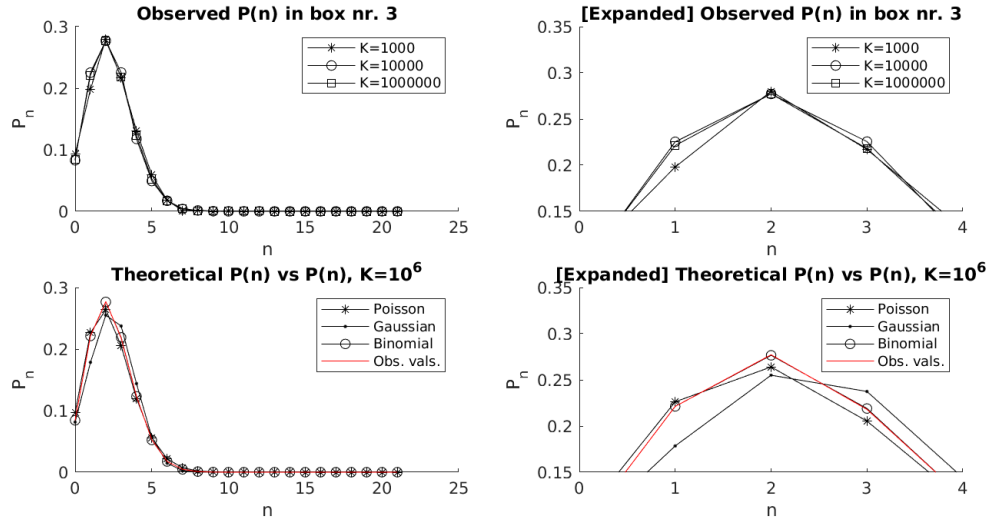 Observed P(n) in box nr. 3
0.3
0.2
0.1
0
P_n
K=1000
K=10000
K=1000000
0 5 10 15 20 25
n
[Expanded] Observed P(n) in box nr. 3
0.35
0.3
0.25
0.2
0.15
P_n
K=1000
K=10000
K=1000000
0 1 2 3 4
n
Theoretical P(n) vs P(n), K=10^6
0.3
0.2
0.1
0
P_n
Poisson
Gaussian
Binomial
Obs. vals.
0 5 10 15 20 25
n
[Expanded] Theoretical P(n) vs P(n), K=10^6
0.35
0.3
0.25
0.2
0.15
P_n
Poisson
Gaussian
Binomial
Obs. vals.
0 1 2 3 4
n